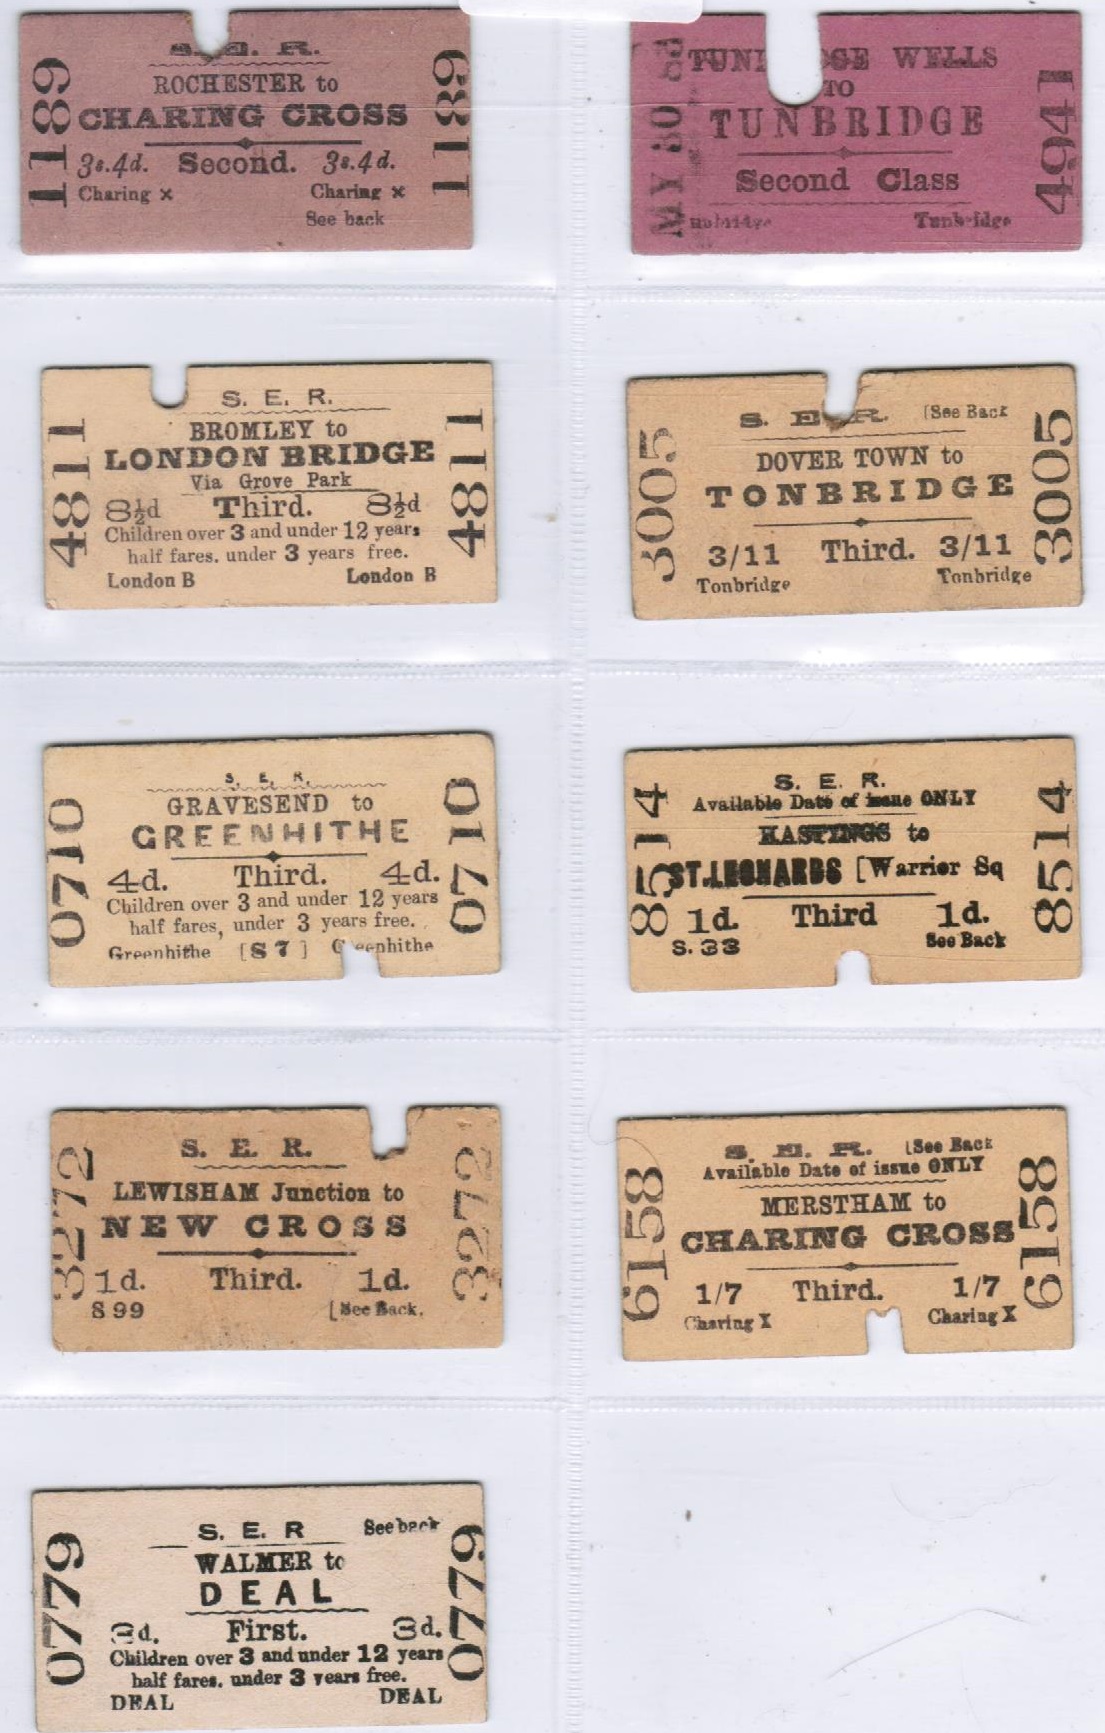 S. E. R.
1189
ROCHESTER to
CHARING CROSS
3s.4d. Second. 3s.4d.
Charing × Charing ×
See back
1189
MY 30
TUN GE WELLS
TO
TUNBRIDGE
Second Class
Tunbridge
4941
S. E. R.
4811
BROMLEY to
LONDON BRIDGE
Via Grove Park
8½d Third. 8½d
Children over 3 and under 12 years
half fares. under 3 years free.
London B London B
4811
S. E. R. [See Back
3005
DOVER TOWN to
TONBRIDGE
3/11 Third. 3/11
Tonbridge Tonbridge
3005
S. E. R.
0710
GRAVESEND to
GREENHITHE
4d. Third. 4d.
Children over 3 and under 12 years
half fares, under 3 years free.
Greenhithe [S 7] G eenhithe
0710
S. E. R.
8514
Available Date of issue ONLY
HASTINGS to
ST. LEONARDS [Warrior Sq
1d. Third 1d.
S. 33 See Back
8514
S. E. R.
3272
LEWISHAM Junction to
NEW CROSS
1d. Third. 1d.
S 99 [See Back.
3272
S. E. R. [See Back
6158
Available Date of issue ONLY
MERSTHAM to
CHARING CROSS
1/7 Third. 1/7
Charing X Charing X
6158
S. E. R See back
0779
WALMER to
DEAL
3d. First. 3d.
Children over 3 and under 12 years
half fares. under 3 years free.
DEAL DEAL
0779